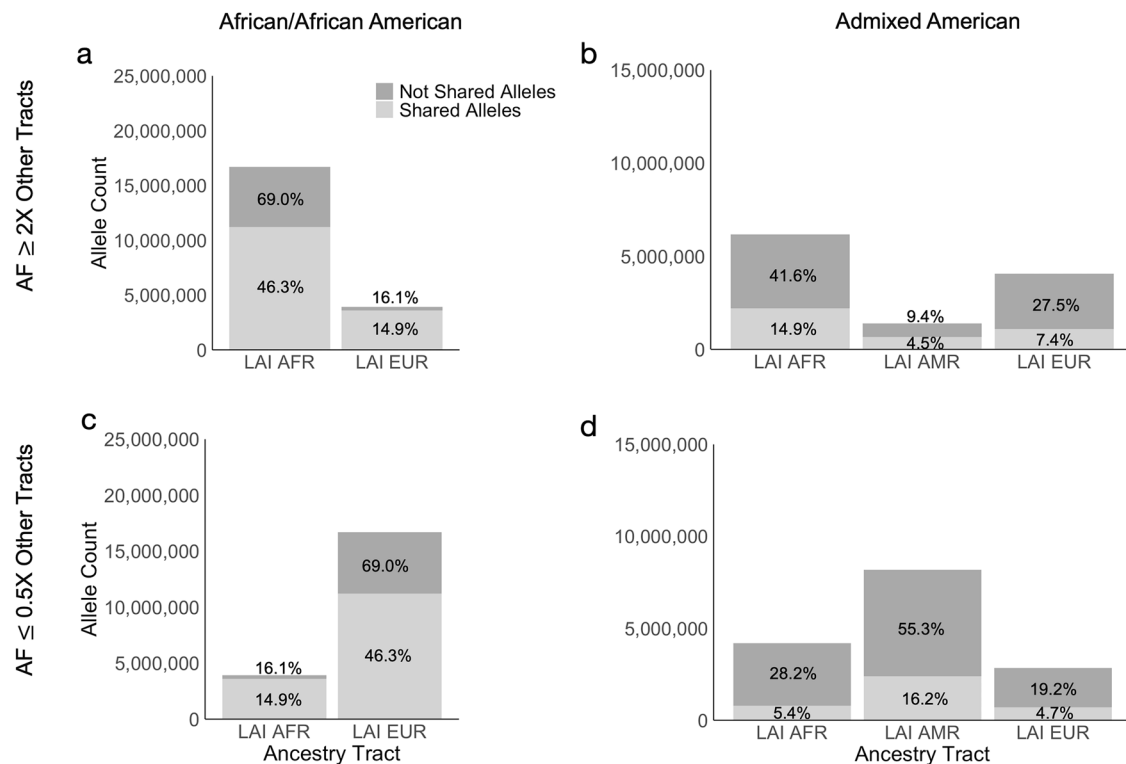 African/African American
Admixed American
AF ≥ 2X Other Tracts
a
25,000,000
20,000,000
15,000,000
10,000,000
5,000,000
0
Allele Count
Not Shared Alleles
Shared Alleles
69.0%
46.3%
16.1%
14.9%
LAI AFR
LAI EUR
b
15,000,000
10,000,000
5,000,000
0
41.6%
14.9%
9.4%
4.5%
27.5%
7.4%
LAI AFR
LAI AMR
LAI EUR
AF ≤ 0.5X Other Tracts
c
25,000,000
20,000,000
15,000,000
10,000,000
5,000,000
0
Allele Count
16.1%
14.9%
69.0%
46.3%
LAI AFR
LAI EUR
Ancestry Tract
d
15,000,000
10,000,000
5,000,000
0
28.2%
5.4%
55.3%
16.2%
19.2%
4.7%
LAI AFR
LAI AMR
LAI EUR
Ancestry Tract